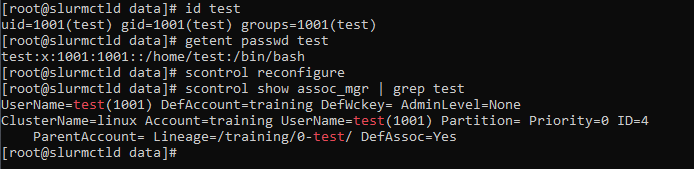 [root@slurmctld data]# id test
uid=1001(test) gid=1001(test) groups=1001(test)
[root@slurmctld data]# getent passwd test
test:x:1001:1001::/home/test:/bin/bash
[root@slurmctld data]# scontrol reconfigure
[root@slurmctld data]# scontrol show assoc_mgr | grep test
UserName=test(1001) DefAccount=training DefWckey= AdminLevel=None
ClusterName=linux Account=training UserName=test(1001) Partition= Priority=0 ID=4
    ParentAccount= Lineage=/training/0-test/ DefAssoc=Yes
[root@slurmctld data]#